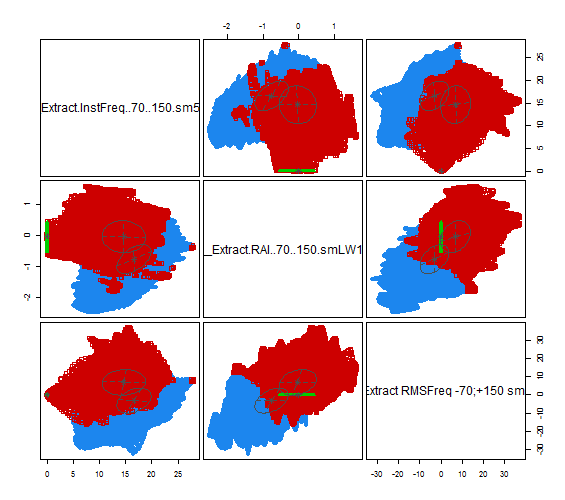 -2 -1 0 1
Extract.InstFreq..70..150.sm5
0 5 10 15 20 25
-2 -1 0 1
_Extract.RAI..70..150.smLW1
Extract RMSFreq -70;+150 sm
-30 -20 -10 0 10 20 30
0 5 10 15 20 25
-30 -20 -10 0 10 20 30